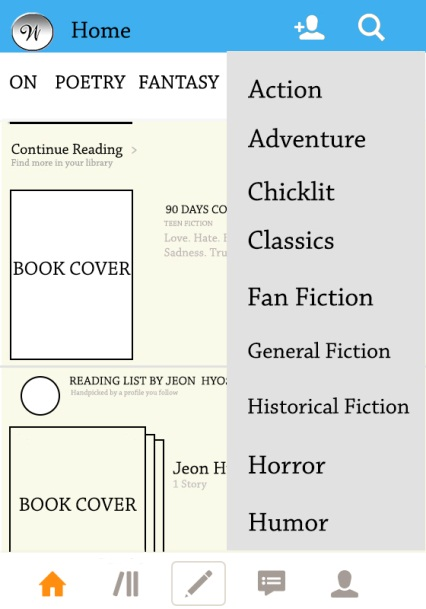 W Home
ON POETRY FANTASY
Continue Reading >
Find more in your library
BOOK COVER
90 DAYS CO
TEEN FICTION
Love. Hate.
Sadness. Tru
READING LIST BY JEON HYO
Handpicked by a profile you follow
BOOK COVER
Jeon H
1 Story
Action
Adventure
Chicklit
Classics
Fan Fiction
General Fiction
Historical Fiction
Horror
Humor